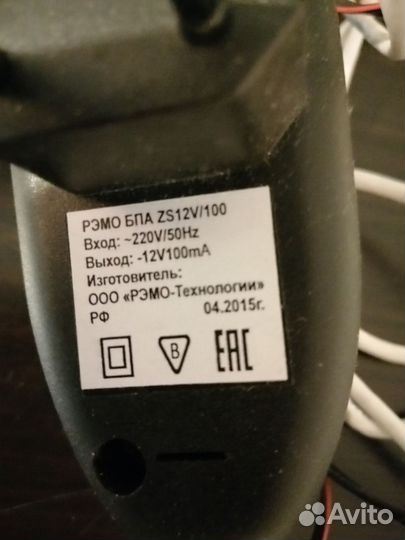 РЭМО БПА ZS12V/100
Вход: ~220V/50Hz
Выход: -12V100mA
Изготовитель:
ООО «РЭМО-Технологии»
РФ 04.2015г.
B
EAC
Avito